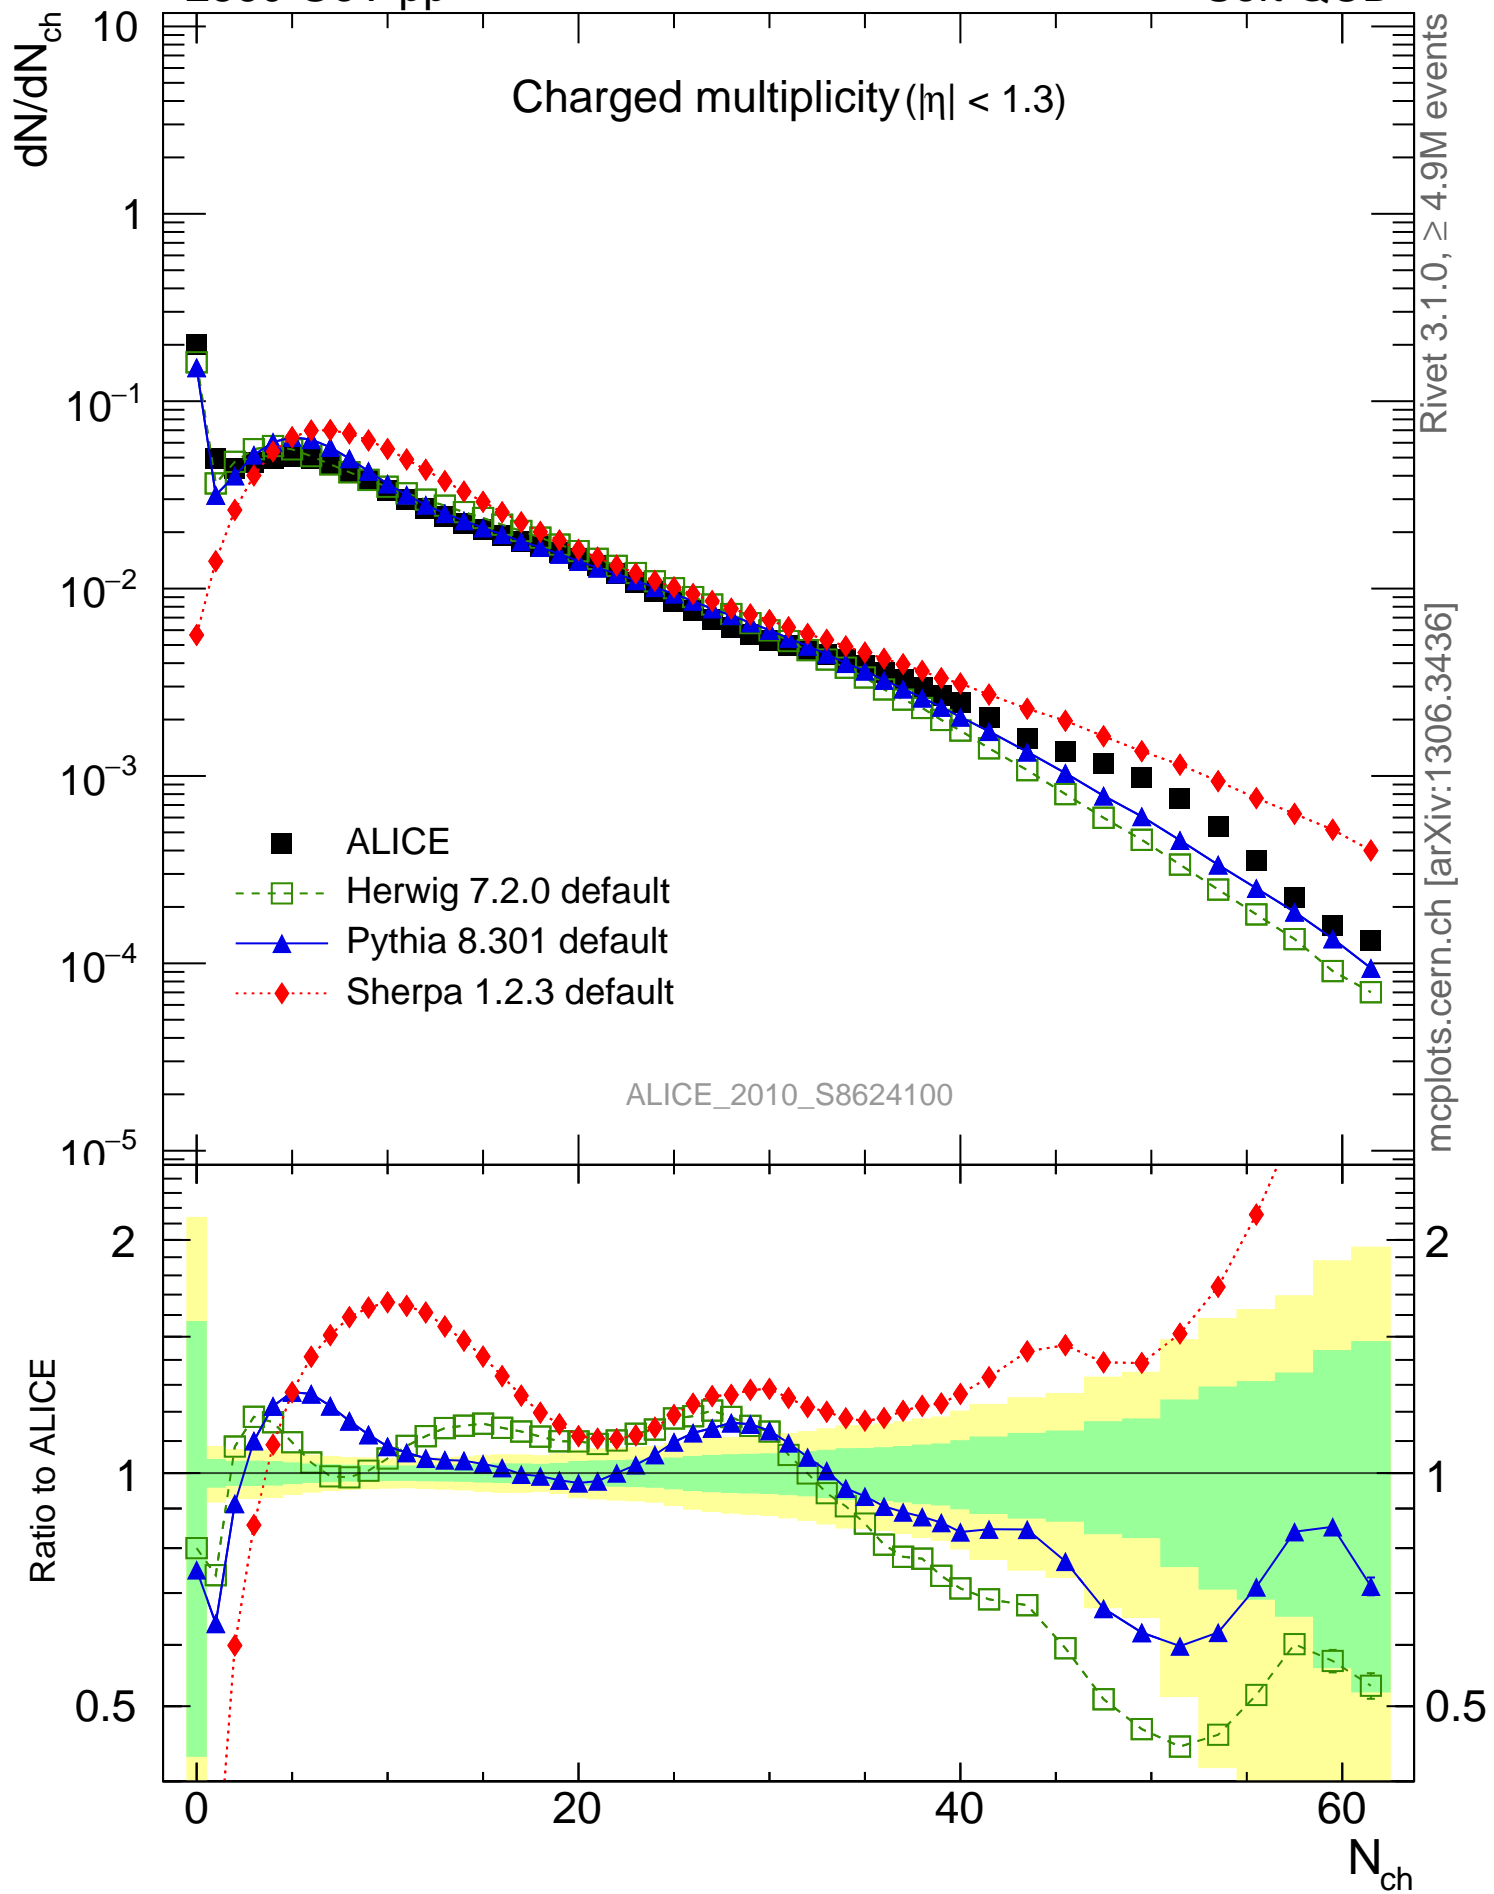 dN/dN_ch
Charged multiplicity (|η| < 1.3)
10
1
10⁻¹
10⁻²
10⁻³
10⁻⁴
10⁻⁵
ALICE
Herwig 7.2.0 default
Pythia 8.301 default
Sherpa 1.2.3 default
ALICE_2010_S8624100
Rivet 3.1.0, ≥ 4.9M events
mcplots.cern.ch [arXiv:1306.3436]
Ratio to ALICE
2
1
0.5
2
1
0.5
0
20
40
60
N_ch